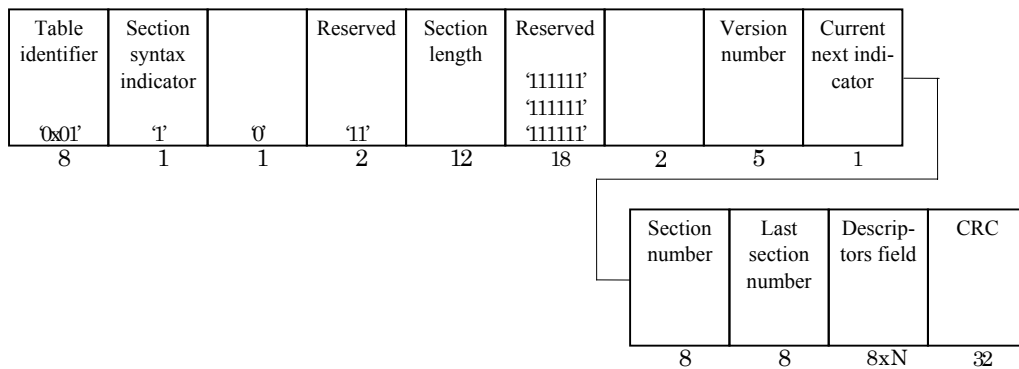 Table identifier
'0x01'
8
Section syntax indicator
'1'
1
'0'
1
Reserved
'11'
2
Section length
12
Reserved
'111111'
'111111'
'111111'
18
2
Version number
5
Current next indi-cator
1
Section number
8
Last section number
8
Descrip-tors field
8xN
CRC
32